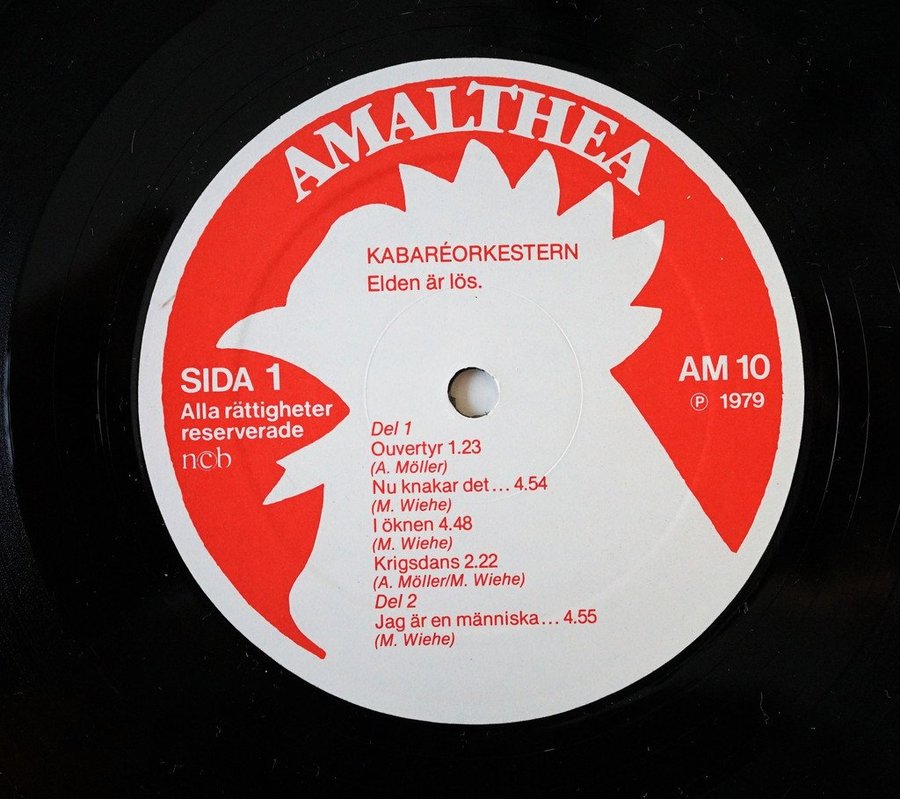 AMALTHEA
KABARÉORKESTERN
Elden är lös.
SIDA 1
Alla rättigheter
reserverade
n©b
AM 10
℗ 1979
Del 1
Ouvertyr 1.23
(A. Möller)
Nu knakar det... 4.54
(M. Wiehe)
I öknen 4.48
(M. Wiehe)
Krigsdans 2.22
(A. Möller/M. Wiehe)
Del 2
Jag är en människa... 4.55
(M. Wiehe)